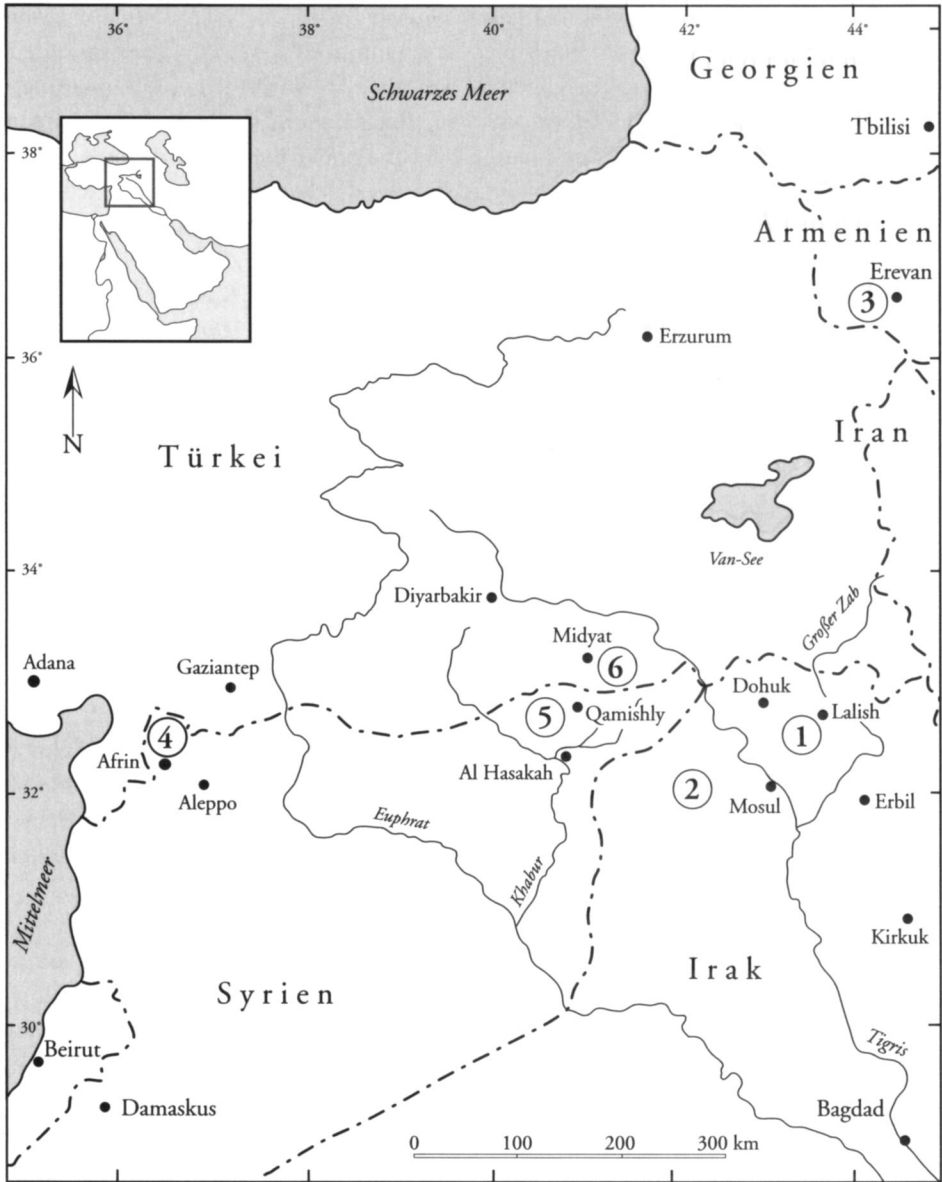 36°
38°
40°
42°
44°
Georgien
Schwarzes Meer
Tbilisi
38°
Armenien
Erevan
3
Erzurum
36°
N
Türkei
Iran
Van-See
34°
Diyarbakir
Großer Zab
Midyat
6
Adana
Gaziantep
Dohuk
Lalish
5
Qamishly
1
4
Afrin
Al Hasakah
2
Mosul
32°
Aleppo
Erbil
Euphrat
Khabur
Mittelmeer
Kirkuk
Irak
Syrien
30°
Tigris
Beirut
Damaskus
Bagdad
0 100 200 300 km